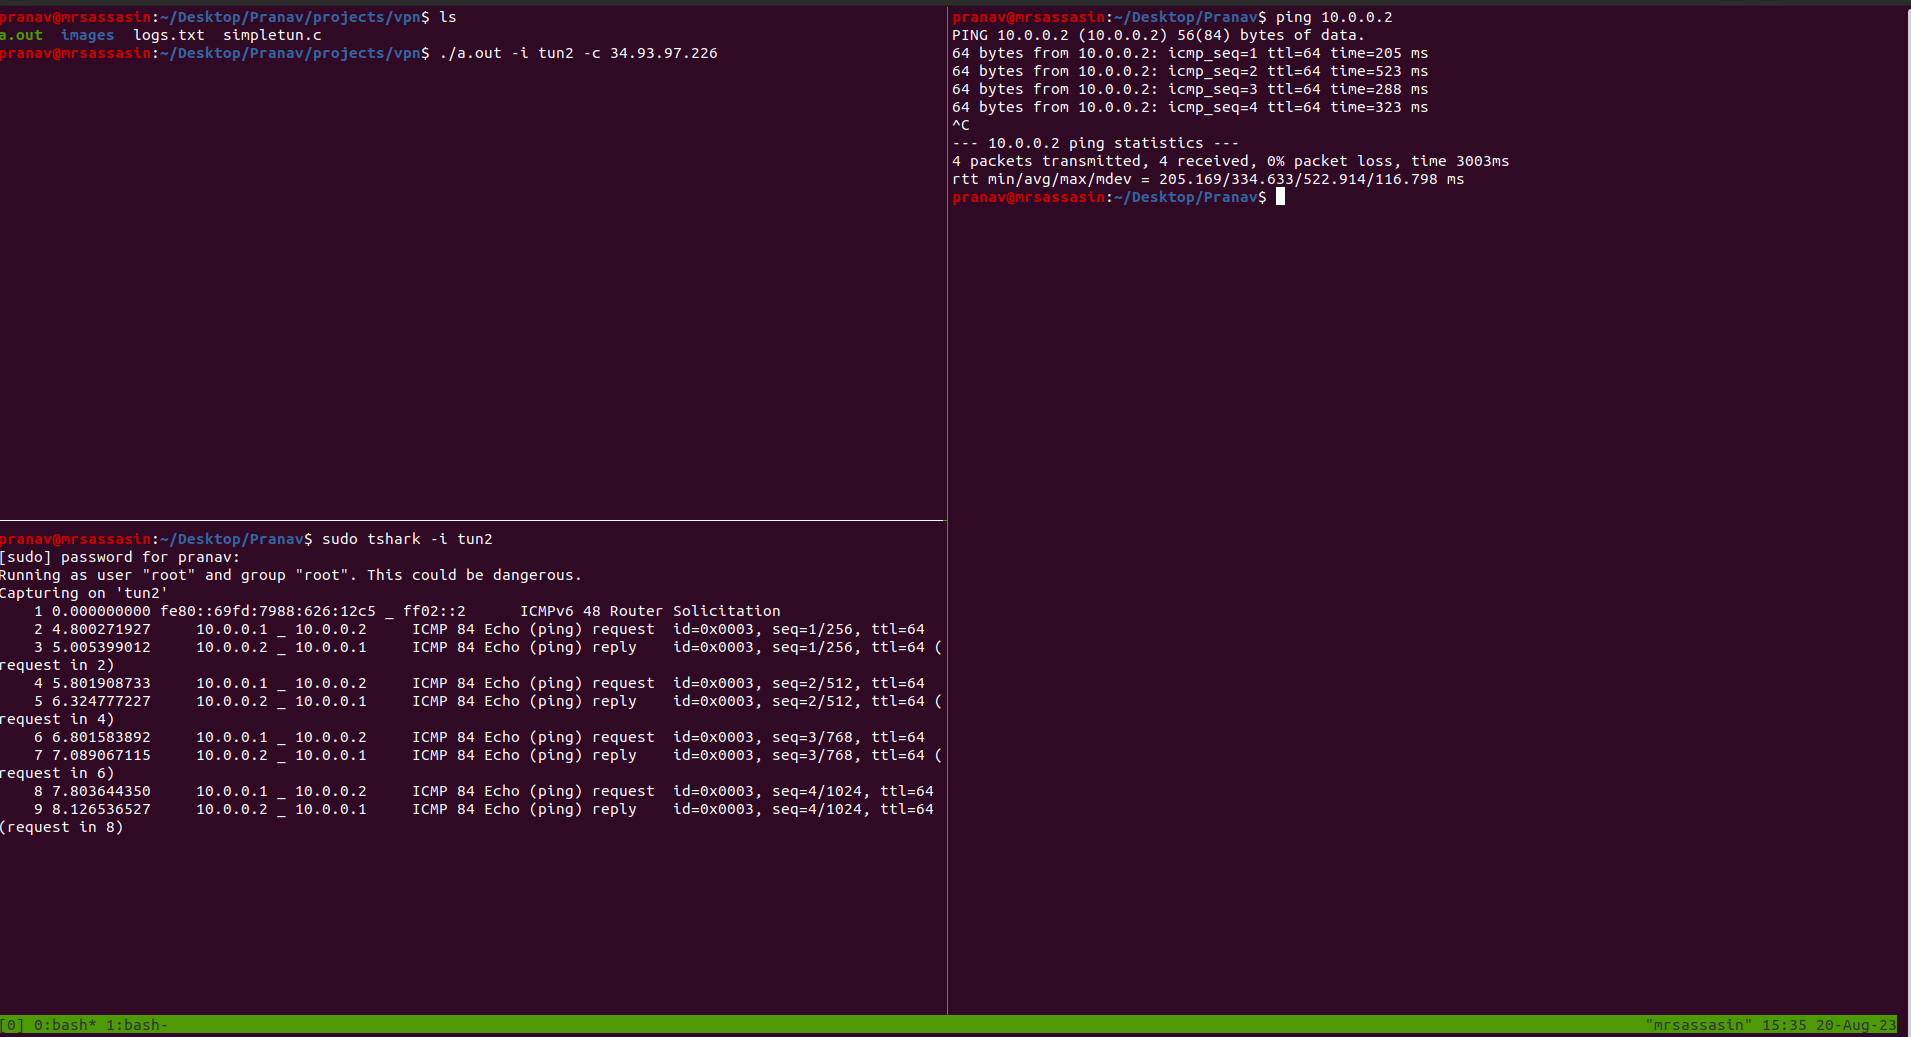 pranav@mrsassasin:~/Desktop/Pranav/projects/vpn$ ls
a.out  images  logs.txt  simpletun.c
pranav@mrsassasin:~/Desktop/Pranav/projects/vpn$ ./a.out -i tun2 -c 34.93.97.226
pranav@mrsassasin:~/Desktop/Pranav$ sudo tshark -i tun2
[sudo] password for pranav:
Running as user "root" and group "root". This could be dangerous.
Capturing on 'tun2'
    1 0.000000000 fe80::69fd:7988:626:12c5 _ ff02::2      ICMPv6 48 Router Solicitation
    2 4.800271927     10.0.0.1 _ 10.0.0.2     ICMP 84 Echo (ping) request  id=0x0003, seq=1/256, ttl=64
    3 5.005399012     10.0.0.2 _ 10.0.0.1     ICMP 84 Echo (ping) reply    id=0x0003, seq=1/256, ttl=64 (
request in 2)
    4 5.801908733     10.0.0.1 _ 10.0.0.2     ICMP 84 Echo (ping) request  id=0x0003, seq=2/512, ttl=64
    5 6.324777227     10.0.0.2 _ 10.0.0.1     ICMP 84 Echo (ping) reply    id=0x0003, seq=2/512, ttl=64 (
request in 4)
    6 6.801583892     10.0.0.1 _ 10.0.0.2     ICMP 84 Echo (ping) request  id=0x0003, seq=3/768, ttl=64
    7 7.089067115     10.0.0.2 _ 10.0.0.1     ICMP 84 Echo (ping) reply    id=0x0003, seq=3/768, ttl=64 (
request in 6)
    8 7.803644350     10.0.0.1 _ 10.0.0.2     ICMP 84 Echo (ping) request  id=0x0003, seq=4/1024, ttl=64
    9 8.126536527     10.0.0.2 _ 10.0.0.1     ICMP 84 Echo (ping) reply    id=0x0003, seq=4/1024, ttl=64
(request in 8)
pranav@mrsassasin:~/Desktop/Pranav$ ping 10.0.0.2
PING 10.0.0.2 (10.0.0.2) 56(84) bytes of data.
64 bytes from 10.0.0.2: icmp_seq=1 ttl=64 time=205 ms
64 bytes from 10.0.0.2: icmp_seq=2 ttl=64 time=523 ms
64 bytes from 10.0.0.2: icmp_seq=3 ttl=64 time=288 ms
64 bytes from 10.0.0.2: icmp_seq=4 ttl=64 time=323 ms
^C
--- 10.0.0.2 ping statistics ---
4 packets transmitted, 4 received, 0% packet loss, time 3003ms
rtt min/avg/max/mdev = 205.169/334.633/522.914/116.798 ms
pranav@mrsassasin:~/Desktop/Pranav$
[0] 0:bash* 1:bash-
"mrsassasin" 15:35 20-Aug-23